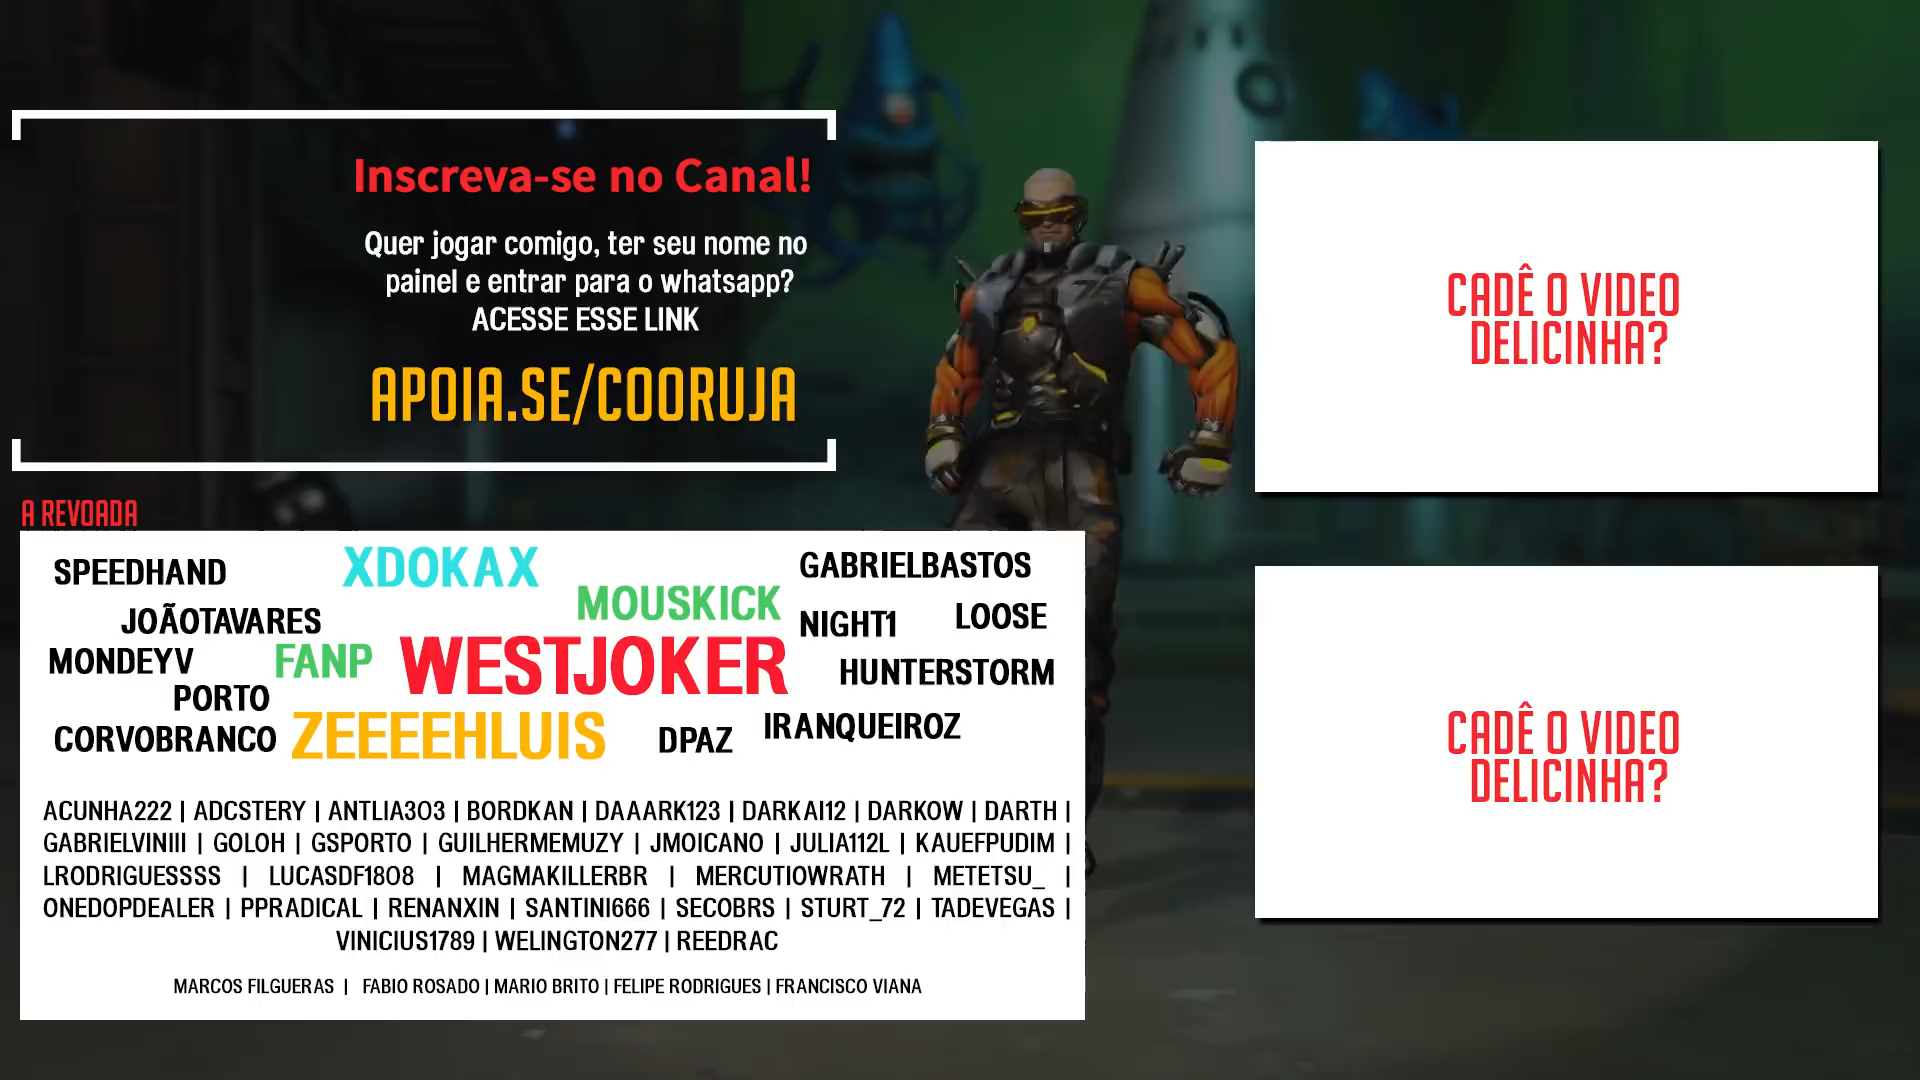 Inscreva-se no Canal!
Quer jogar comigo, ter seu nome no
painel e entrar para o whatsapp?
ACESSE ESSE LINK
APOIA.SE/COORUJA
CADÊ O VIDEO
DELICINHA?
A REVOADA
SPEEDHAND
XDOKAX
GABRIELBASTOS
MOUSKICK
JOÃOTAVARES
NIGHT1
LOOSE
MONDEYV
FANP
WESTJOKER
HUNTERSTORM
PORTO
CORVOBRANCO
ZEEEEHLUIS
DPAZ
IRANQUEIROZ
ACUNHA222 | ADCSTERY | ANTLIA303 | BORDKAN | DAAARK123 | DARKAI12 | DARKOW | DARTH |
GABRIELVINIII | GOLOH | GSPORTO | GUILHERMEMUZY | JMOICANO | JULIA112L | KAUEFPUDIM |
LRODRIGUESSSS | LUCASDF1808 | MAGMAKILLERBR | MERCUTIOWRATH | METETSU_ |
ONEDOPDEALER | PPRADICAL | RENANXIN | SANTINI666 | SECOBRS | STURT_72 | TADEVEGAS |
VINICIUS1789 | WELINGTON277 | REEDRAC
MARCOS FILGUERAS | FABIO ROSADO | MARIO BRITO | FELIPE RODRIGUES | FRANCISCO VIANA
CADÊ O VIDEO
DELICINHA?